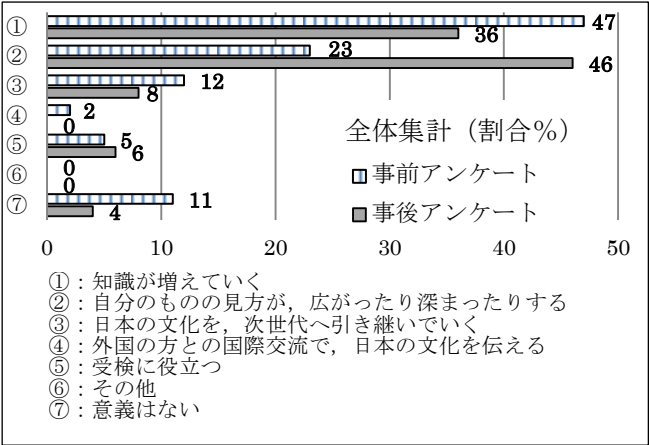 ① 47
36
② 23
46
③ 12
8
④ 2
0
⑤ 5
6
⑥ 0
0
⑦ 11
4
全体集計(割合%)
事前アンケート
事後アンケート
0 10 20 30 40 50
①:知識が増えていく
②:自分のものの見方が,広がったり深まったりする
③:日本の文化を,次世代へ引き継いでいく
④:外国の方との国際交流で,日本の文化を伝える
⑤:受検に役立つ
⑥:その他
⑦:意義はない